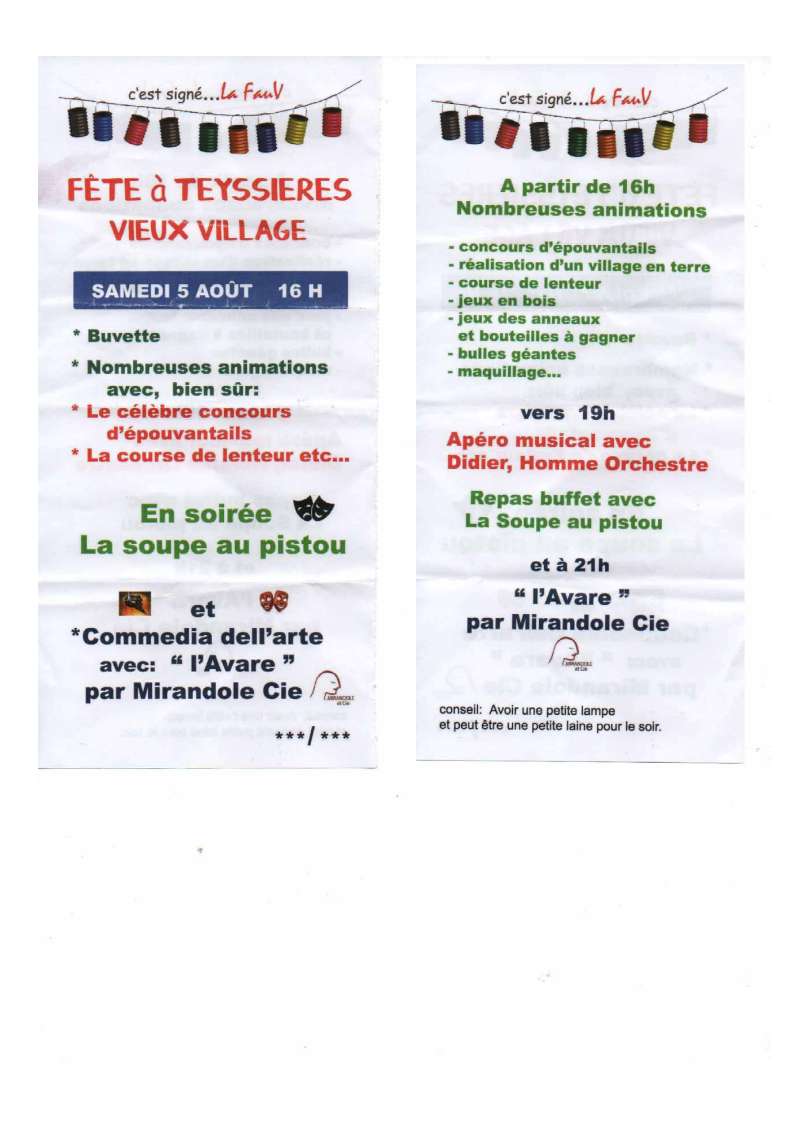 c'est signé...La FauV
FÊTE à TEYSSIERES
VIEUX VILLAGE
SAMEDI 5 AOÛT 16 H
* Buvette
* Nombreuses animations
avec, bien sûr:
* Le célèbre concours
d'épouvantails
* La course de lenteur etc...
En soirée
La soupe au pistou
et
*Commedia dell'arte
avec: “ l'Avare ”
par Mirandole Cie
MIRANDOLE
et Cie
***/ ***
c'est signé...La FauV
A partir de 16h
Nombreuses animations
- concours d'épouvantails
- réalisation d'un village en terre
- course de lenteur
- jeux en bois
- jeux des anneaux
et bouteilles à gagner
- bulles géantes
- maquillage...
vers 19h
Apéro musical avec
Didier, Homme Orchestre
Repas buffet avec
La Soupe au pistou
et à 21h
“ l'Avare ”
par Mirandole Cie
MIRANDOLE
et Cie
conseil: Avoir une petite lampe
et peut être une petite laine pour le soir.